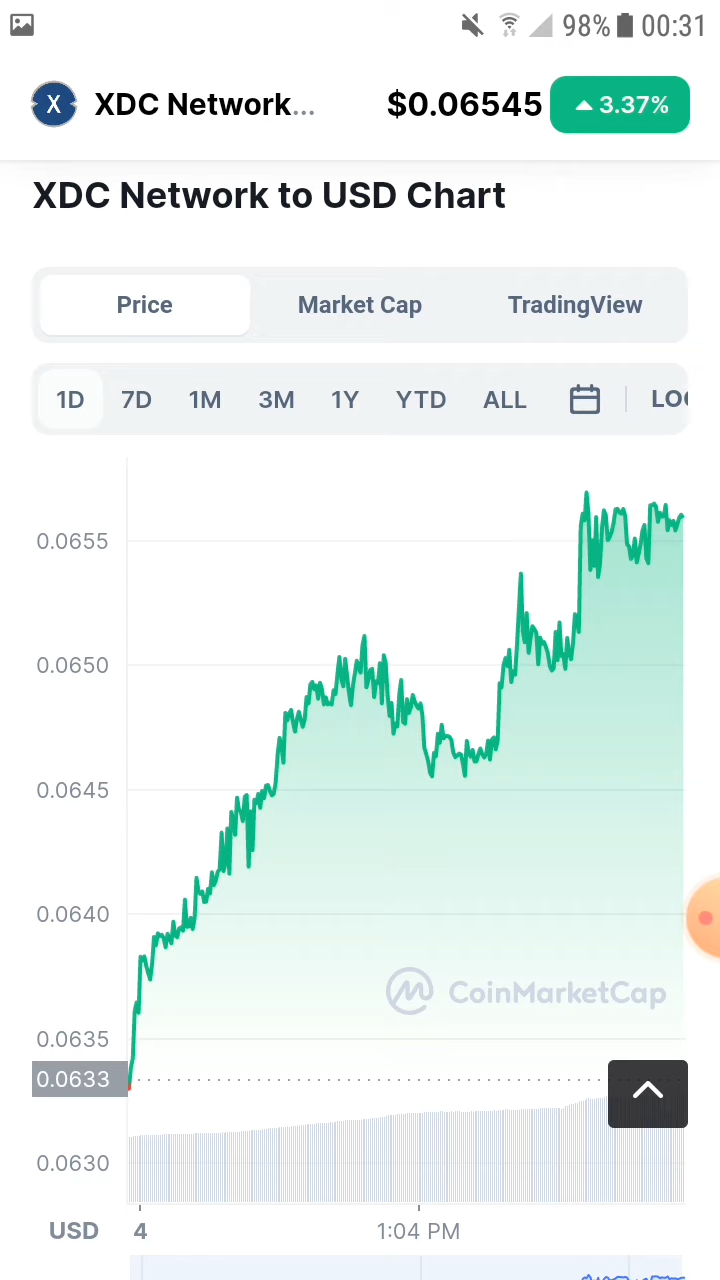 98% 00:31
X XDC Network... $0.06545 3.37%
XDC Network to USD Chart
Price Market Cap TradingView
1D 7D 1M 3M 1Y YTD ALL
0.0655
0.0650
0.0645
0.0640
CoinMarketCap
0.0635
0.0633
0.0630
USD 4 1:04 PM